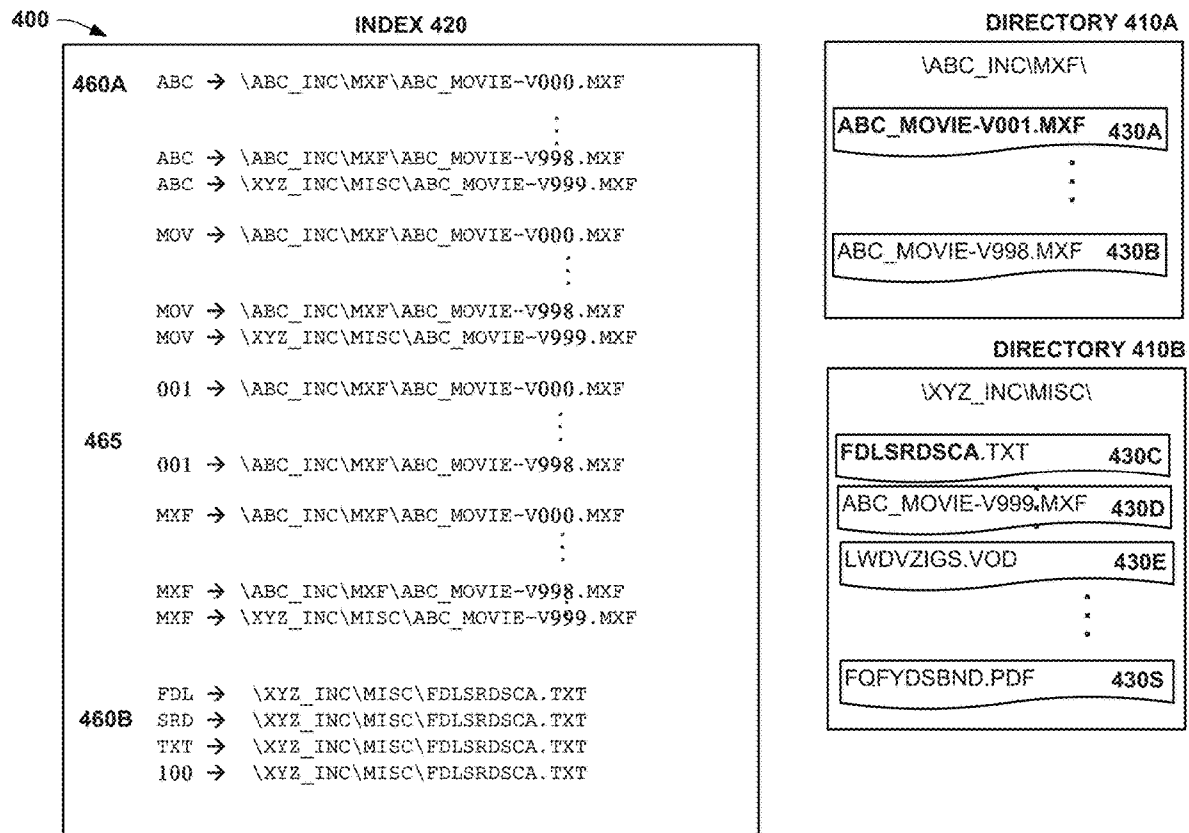 400
INDEX 420
460A ABC → \ABC_INC\MXF\ABC_MOVIE-V000.MXF
ABC → \ABC_INC\MXF\ABC_MOVIE-V998.MXF
ABC → \XYZ_INC\MISC\ABC_MOVIE-V999.MXF
MOV → \ABC_INC\MXF\ABC_MOVIE-V000.MXF
MOV → \ABC_INC\MXF\ABC_MOVIE-V998.MXF
MOV → \XYZ_INC\MISC\ABC_MOVIE-V999.MXF
001 → \ABC_INC\MXF\ABC_MOVIE-V000.MXF
465
001 → \ABC_INC\MXF\ABC_MOVIE-V998.MXF
MXF → \ABC_INC\MXF\ABC_MOVIE-V000.MXF
MXF → \ABC_INC\MXF\ABC_MOVIE-V998.MXF
MXF → \XYZ_INC\MISC\ABC_MOVIE-V999.MXF
FDL → \XYZ_INC\MISC\FDLSRDSCA.TXT
460B SRD → \XYZ_INC\MISC\FDLSRDSCA.TXT
TXT → \XYZ_INC\MISC\FDLSRDSCA.TXT
100 → \XYZ_INC\MISC\FDLSRDSCA.TXT
DIRECTORY 410A
\ABC_INC\MXF\
ABC_MOVIE-V001.MXF 430A
ABC_MOVIE-V998.MXF 430B
DIRECTORY 410B
\XYZ_INC\MISC\
FDLSRDSCA.TXT 430C
ABC_MOVIE-V999.MXF 430D
LWDVZIGS.VOD 430E
FQFYDSBND.PDF 430S